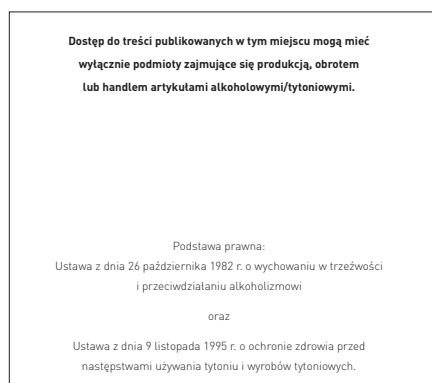 Dostęp do treści publikowanych w tym miejscu mogą mieć
wyłącznie podmioty zajmujące się produkcją, obrotem
lub handlem artykułami alkoholowymi/tytoniowymi.
Podstawa prawna:
Ustawa z dnia 26 października 1982 r. o wychowaniu w trzeźwości
i przeciwdziałaniu alkoholizmowi
oraz
Ustawa z dnia 9 listopada 1995 r. o ochronie zdrowia przed
następstwami używania tytoniu i wyrobów tytoniowych.